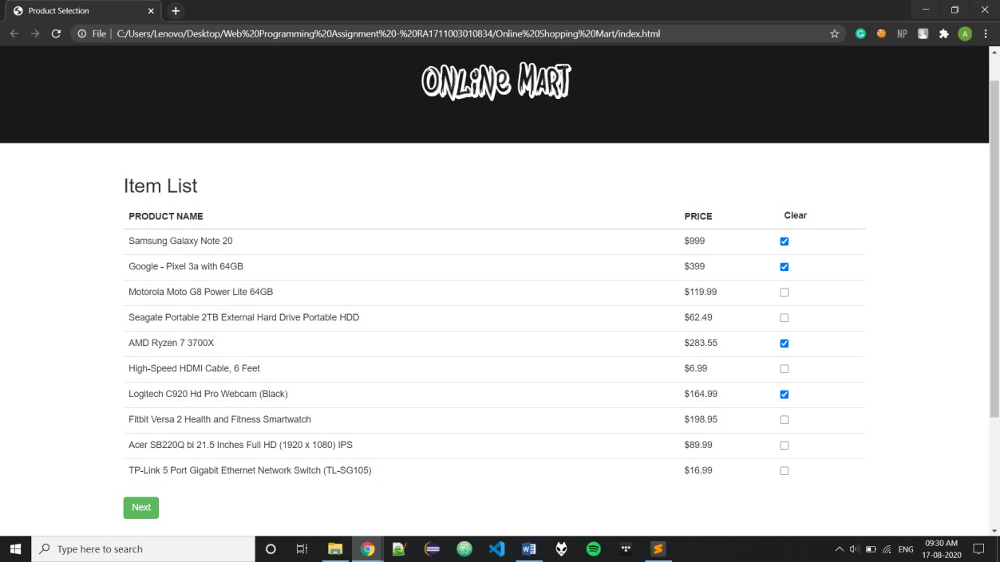 Product Selection
File | C:/Users/Lenovo/Desktop/Web%20Programming%20Assignment%20-%20RA1711003010834/Online%20Shopping%20Mart/index.html
NP
A
ONLINE MART
Item List
PRODUCT NAME PRICE Clear
Samsung Galaxy Note 20 $999
Google - Pixel 3a with 64GB $399
Motorola Moto G8 Power Lite 64GB $119.99
Seagate Portable 2TB External Hard Drive Portable HDD $62.49
AMD Ryzen 7 3700X $283.55
High-Speed HDMI Cable, 6 Feet $6.99
Logitech C920 Hd Pro Webcam (Black) $164.99
Fitbit Versa 2 Health and Fitness Smartwatch $198.95
Acer SB220Q bi 21.5 Inches Full HD (1920 x 1080) IPS $89.99
TP-Link 5 Port Gigabit Ethernet Network Switch (TL-SG105) $16.99
Next
Type here to search
ENG
09:30 AM
17-08-2020